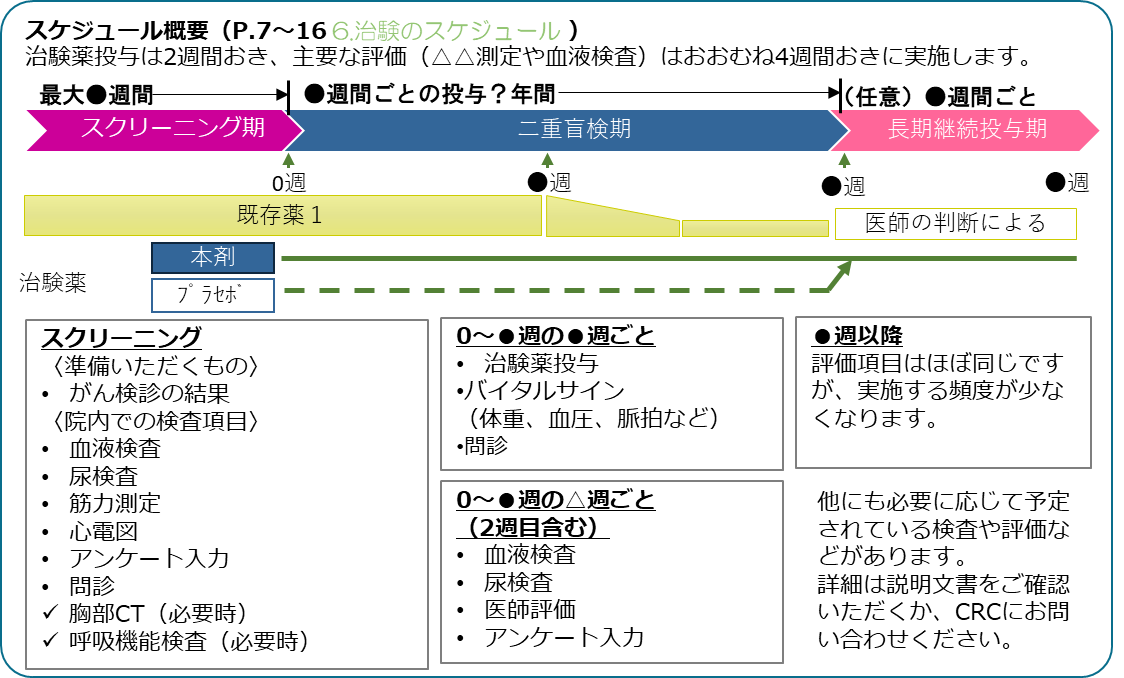 スケジュール概要（P.7～16 6.治験のスケジュール ）
治験薬投与は2週間おき、主要な評価（△△測定や血液検査）はおおむね4週間おきに実施します。
最大●週間
●週間ごとの投与？年間
（任意）●週間ごと
スクリーニング期
二重盲検期
長期継続投与期
0週
●週
●週
●週
既存薬１
医師の判断による
治験薬
本剤
ﾌﾟﾗｾﾎﾞ
スクリーニング
〈準備いただくもの〉
• がん検診の結果
〈院内での検査項目〉
• 血液検査
• 尿検査
• 筋力測定
• 心電図
• アンケート入力
• 問診
✓ 胸部CT（必要時）
✓ 呼吸機能検査（必要時）
0～●週の●週ごと
• 治験薬投与
•バイタルサイン
（体重、血圧、脈拍など）
•問診
0～●週の△週ごと
（2週目含む）
• 血液検査
• 尿検査
• 医師評価
• アンケート入力
●週以降
評価項目はほぼ同じです
が、実施する頻度が少な
くなります。
他にも必要に応じて予定
されている検査や評価な
どがあります。
詳細は説明文書をご確認
いただくか、CRCにお問
い合わせください。